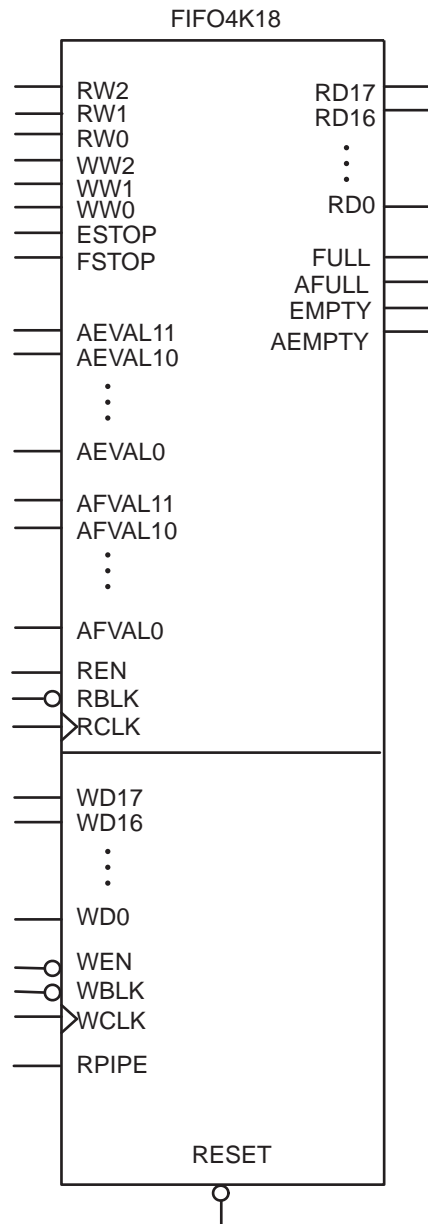 FIFO4K18
RW2
RW1
RW0
WW2
WW1
WW0
ESTOP
FSTOP
AEVAL11
AEVAL10
AEVAL0
AFVAL11
AFVAL10
AFVAL0
REN
RBLK
RCLK
RD17
RD16
RD0
FULL
AFULL
EMPTY
AEMPTY
WD17
WD16
WD0
WEN
WBLK
WCLK
RPIPE
RESET